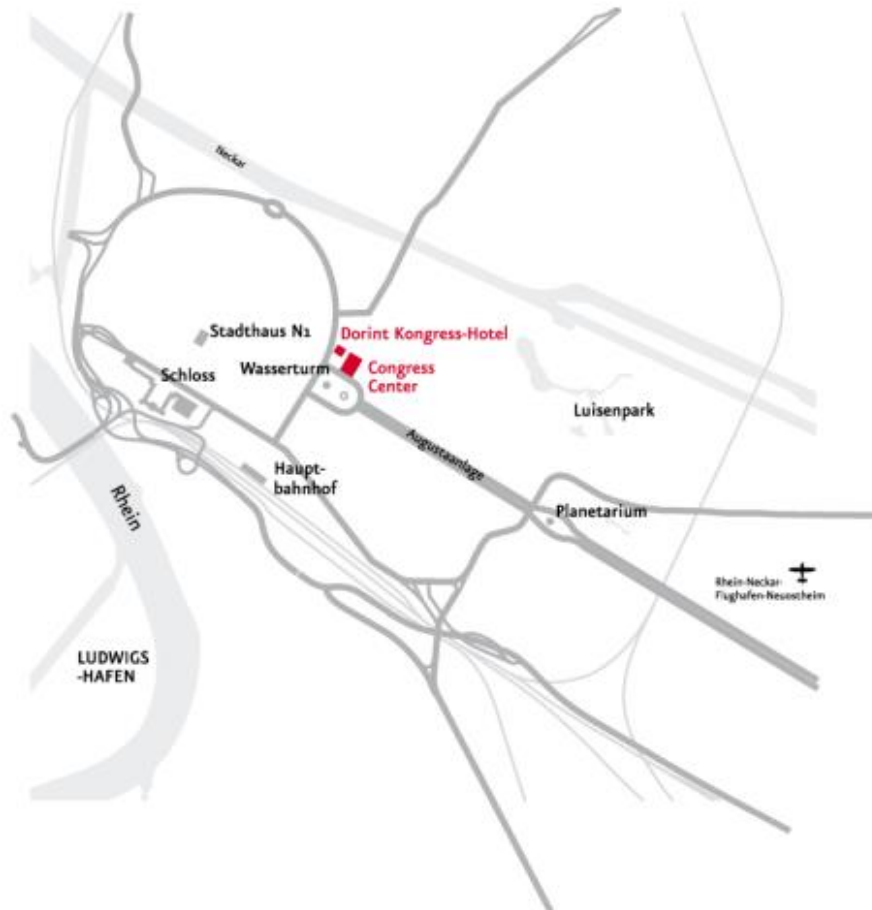 Neckar
Stadthaus N1
Dorint Kongress-Hotel
Wasserturm
Congress
Center
Schloss
Luisenpark
Augustaanlage
Haupt-
bahnhof
Rhein
Planetarium
Rhein-Neckar-
Flughafen-Neuostheim
LUDWIGS
-HAFEN